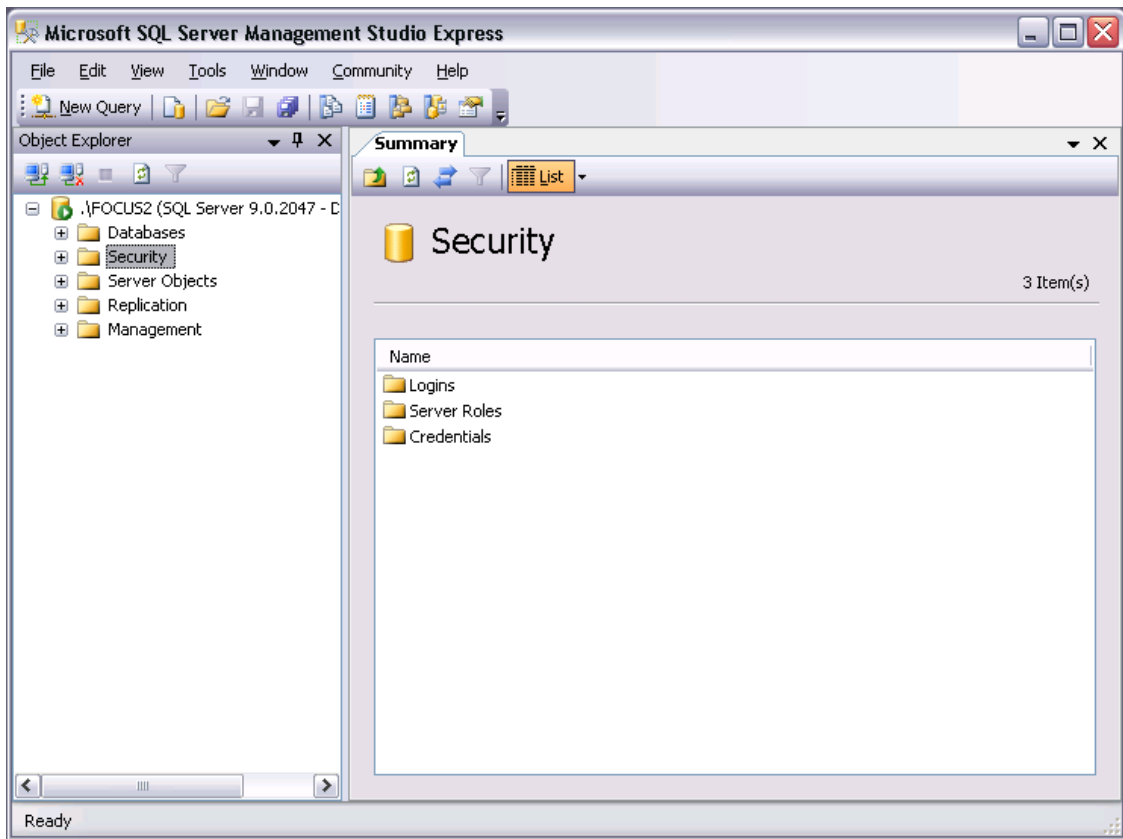 Microsoft SQL Server Management Studio Express
File Edit View Tools Window Community Help
New Query
Object Explorer
Summary
List
.\FOCUS2 (SQL Server 9.0.2047 - D
Databases
Security
Server Objects
Replication
Management
Security
3 Item(s)
Name
Logins
Server Roles
Credentials
Ready